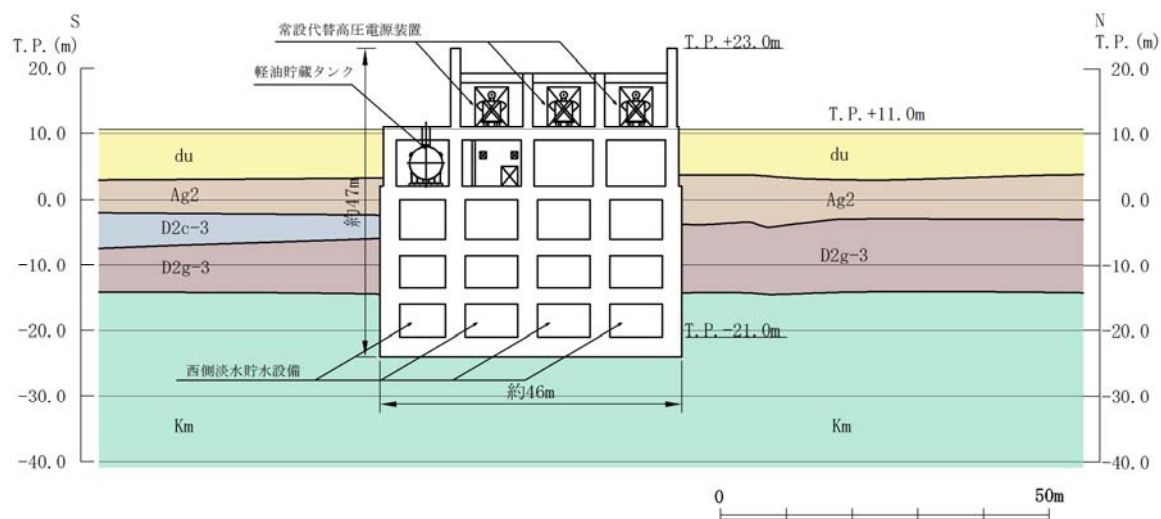 S
T.P.(m)
20.0
10.0
0.0
-10.0
-20.0
-30.0
-40.0
常設代替高圧電源装置
軽油貯蔵タンク
約47m
T.P.+23.0m
T.P.+11.0m
N
T.P.(m)
20.0
10.0
0.0
-10.0
-20.0
-30.0
-40.0
du
Ag2
D2c-3
D2g-3
Km
du
Ag2
D2g-3
Km
T.P.-21.0m
西側淡水貯水設備
約46m
0 50m